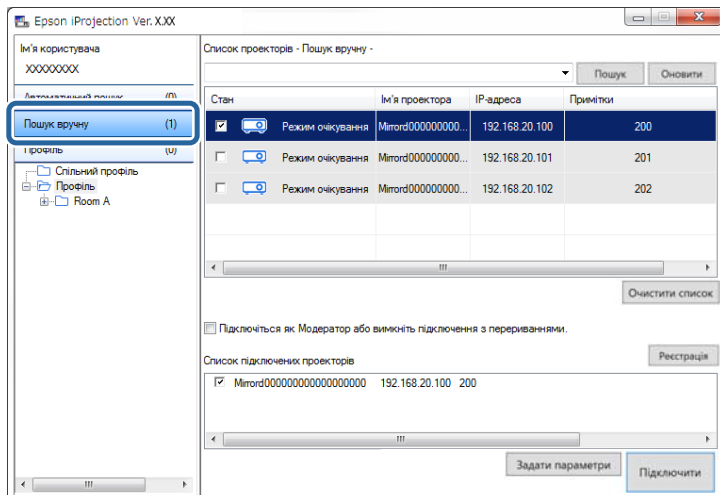 Epson iProjection Ver. X.XX
Ім'я користувача
XXXXXXXX
Автоматичний пошук (0)
Пошук вручну (1)
Профіль (0)
Спільний профіль
Профіль
Room A
Список проекторів - Пошук вручну -
Пошук Оновити
Стан Ім'я проектора IP-адреса Примітки
Режим очікування Mirrord000000000... 192.168.20.100 200
Режим очікування Mirrord000000000... 192.168.20.101 201
Режим очікування Mirrord000000000... 192.168.20.102 202
Очистити список
Підключіться як Модератор або вимкніть підключення з перериваннями.
Список підключених проекторів
Реєстрація
Mirrord000000000000000000 192.168.20.100 200
Задати параметри Підключити